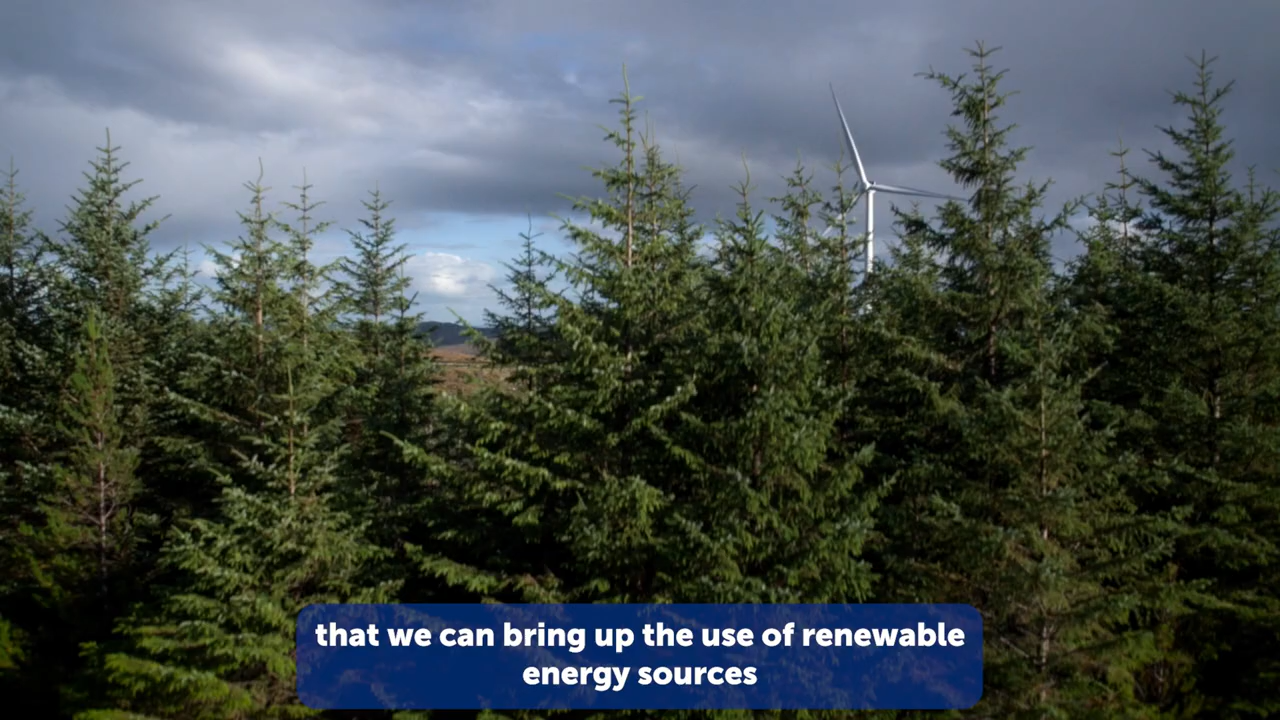 that we can bring up the use of renewable
energy sources